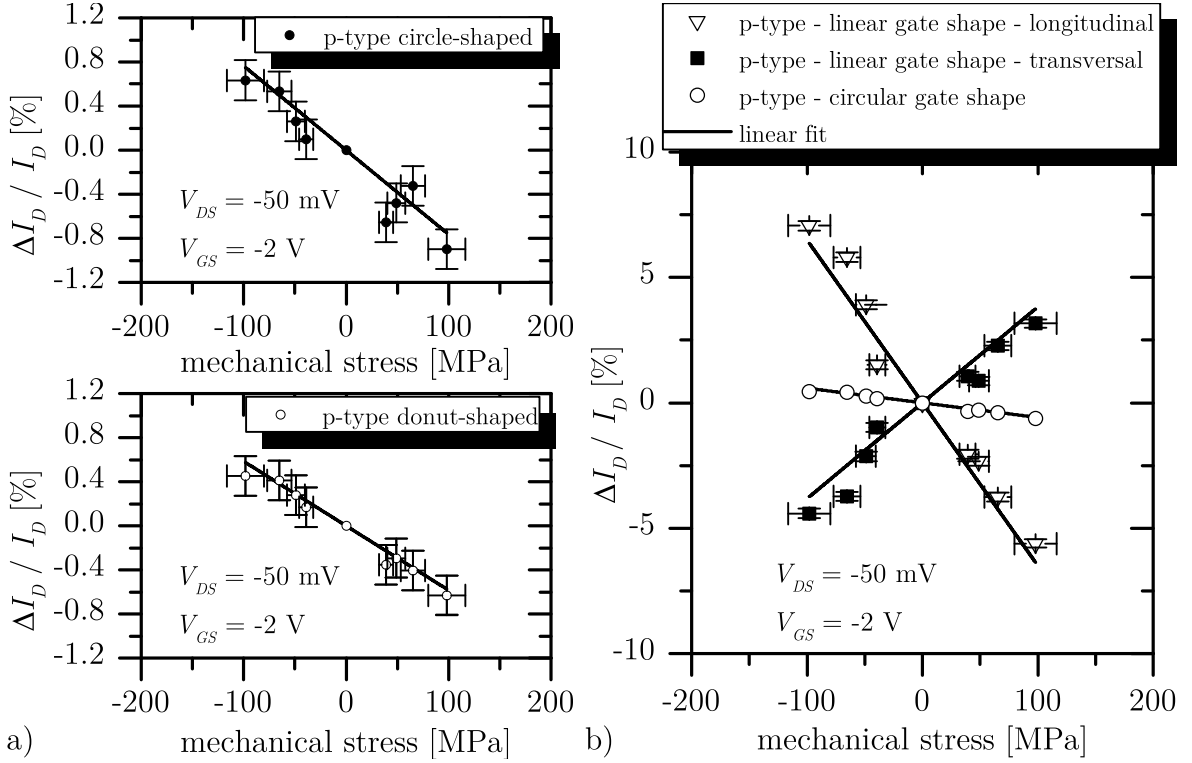 p-type circle-shaped
1.2
0.8
0.4
0.0
-0.4
-0.8
-1.2
ΔI_D / I_D [%]
V_DS = -50 mV
V_GS = -2 V
-200 -100 0 100 200
mechanical stress [MPa]
p-type donut-shaped
1.2
0.8
0.4
0.0
-0.4
-0.8
-1.2
ΔI_D / I_D [%]
V_DS = -50 mV
V_GS = -2 V
-200 -100 0 100 200
mechanical stress [MPa]
a)
p-type - linear gate shape - longitudinal
p-type - linear gate shape - transversal
p-type - circular gate shape
linear fit
10
5
0
-5
-10
ΔI_D / I_D [%]
V_DS = -50 mV
V_GS = -2 V
-200 -100 0 100 200
mechanical stress [MPa]
b)